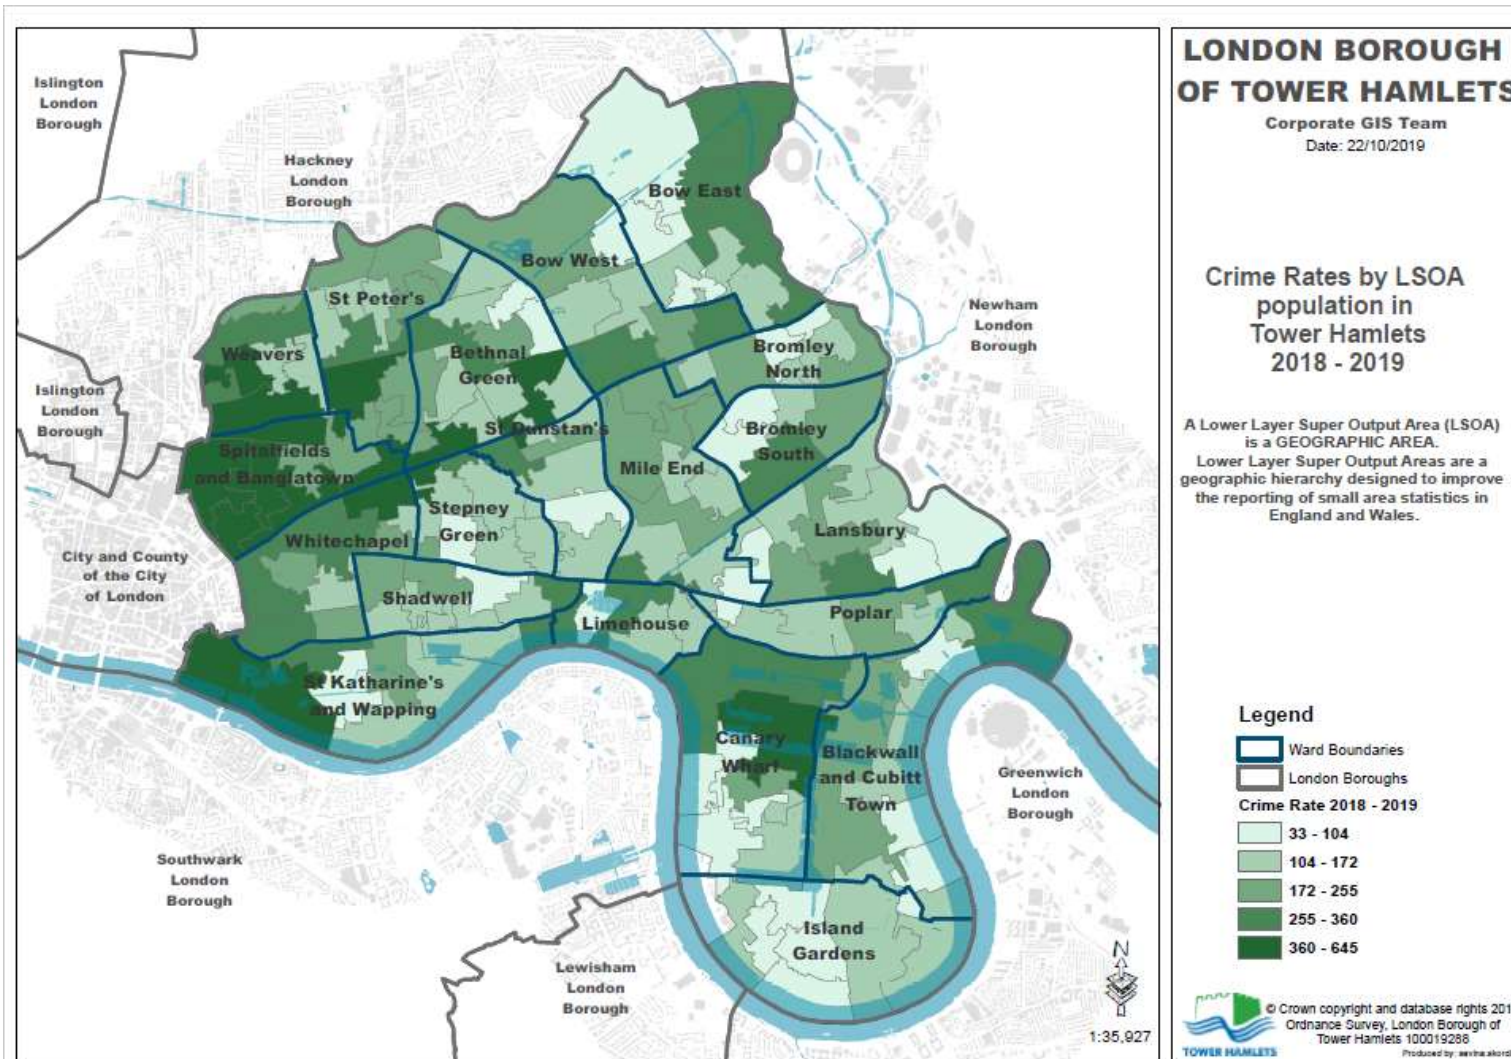 Islington
London
Borough
Hackney
London
Borough
Islington
London
Borough
City and County
of the City
of London
Southwark
London
Borough
Lewisham
London
Borough
Greenwich
London
Borough
Newham
London
Borough
Bow East
Bow West
St Peter's
Weavers
Bethnal
Green
Bromley
North
St Dunstan's
Bromley
South
Spitalfields
and Banglatown
Mile End
Stepney
Green
Lansbury
Whitechapel
Shadwell
Limehouse
Poplar
St Katharine's
and Wapping
Canary
Wharf
Blackwall
and Cubitt
Town
Island
Gardens
N
1:35,927
LONDON BOROUGH
OF TOWER HAMLETS
Corporate GIS Team
Date: 22/10/2019
Crime Rates by LSOA
population in
Tower Hamlets
2018 - 2019
A Lower Layer Super Output Area (LSOA)
is a GEOGRAPHIC AREA.
Lower Layer Super Output Areas are a
geographic hierarchy designed to improve
the reporting of small area statistics in
England and Wales.
Legend
Ward Boundaries
London Boroughs
Crime Rate 2018 - 2019
33 - 104
104 - 172
172 - 255
255 - 360
360 - 645
TOWER HAMLETS
© Crown copyright and database rights 201
Ordnance Survey, London Borough of
Tower Hamlets 100019288
Produced by: